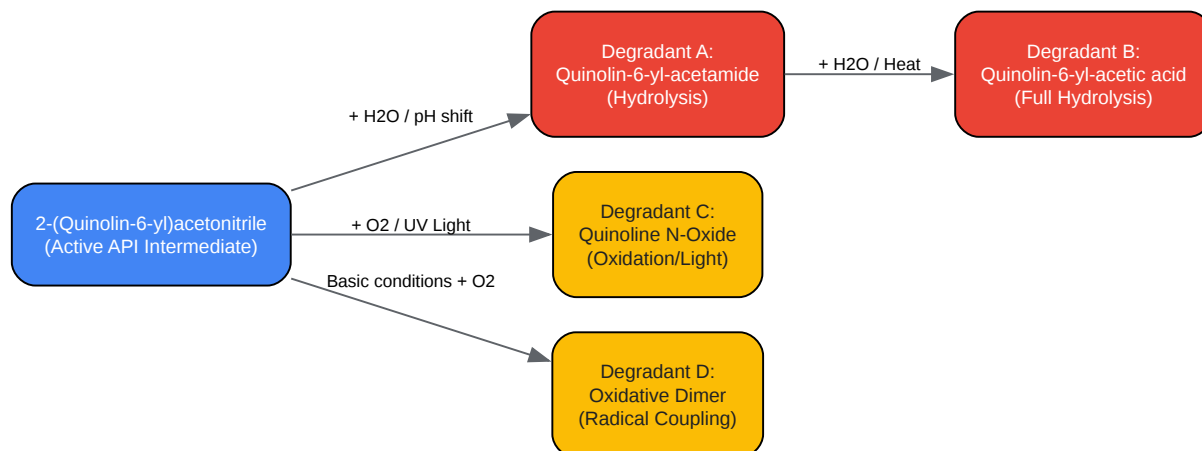 Degradant A:
Quinolin-6-yl-acetamide
(Hydrolysis)
+ H2O / Heat
Degradant B:
Quinolin-6-yl-acetic acid
(Full Hydrolysis)
+ H2O / pH shift
2-(Quinolin-6-yl)acetonitrile
(Active API Intermediate)
+ O2 / UV Light
Degradant C:
Quinoline N-Oxide
(Oxidation/Light)
Basic conditions + O2
Degradant D:
Oxidative Dimer
(Radical Coupling)